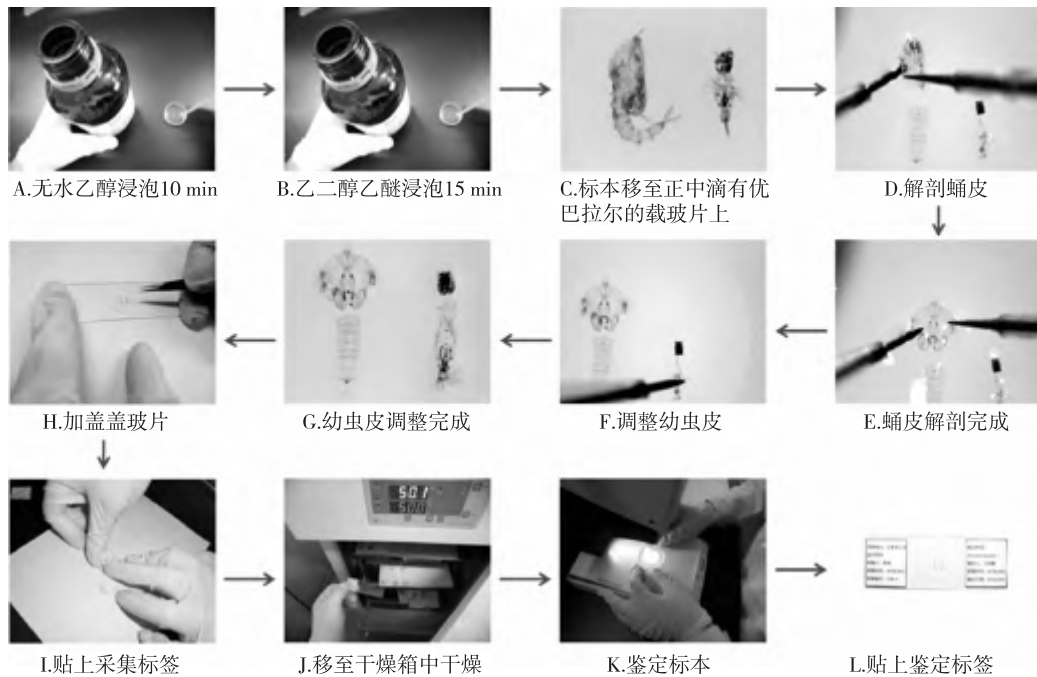 A.无水乙醇浸泡10 min
B.乙二醇乙醚浸泡15 min
C.标本移至正中滴有优
巴拉尔的载玻片上
D.解剖蛹皮
H.加盖盖玻片
G.幼虫皮调整完成
F.调整幼虫皮
E.蛹皮解剖完成
501
500
I.贴上采集标签
J.移至干燥箱中干燥
K.鉴定标本
L.贴上鉴定标签